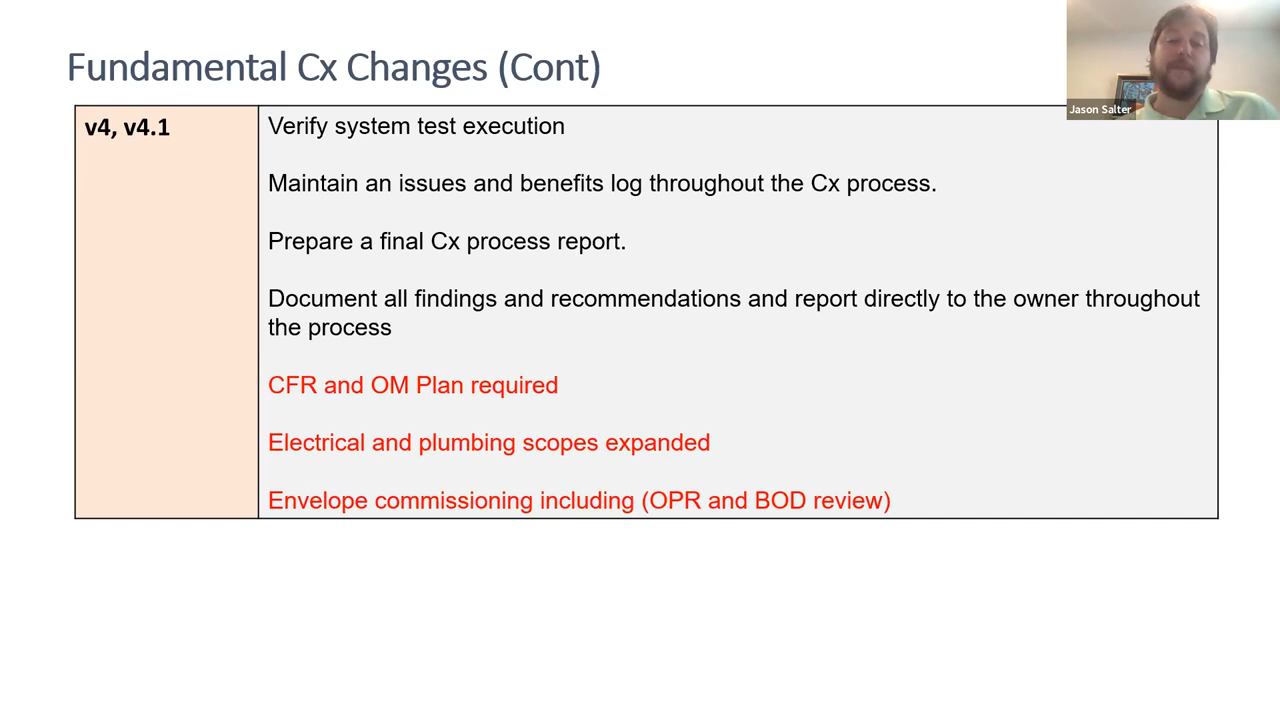 Fundamental Cx Changes (Cont)
Jason Salter
v4, v4.1
Verify system test execution
Maintain an issues and benefits log throughout the Cx process.
Prepare a final Cx process report.
Document all findings and recommendations and report directly to the owner throughout
the process
CFR and OM Plan required
Electrical and plumbing scopes expanded
Envelope commissioning including (OPR and BOD review)